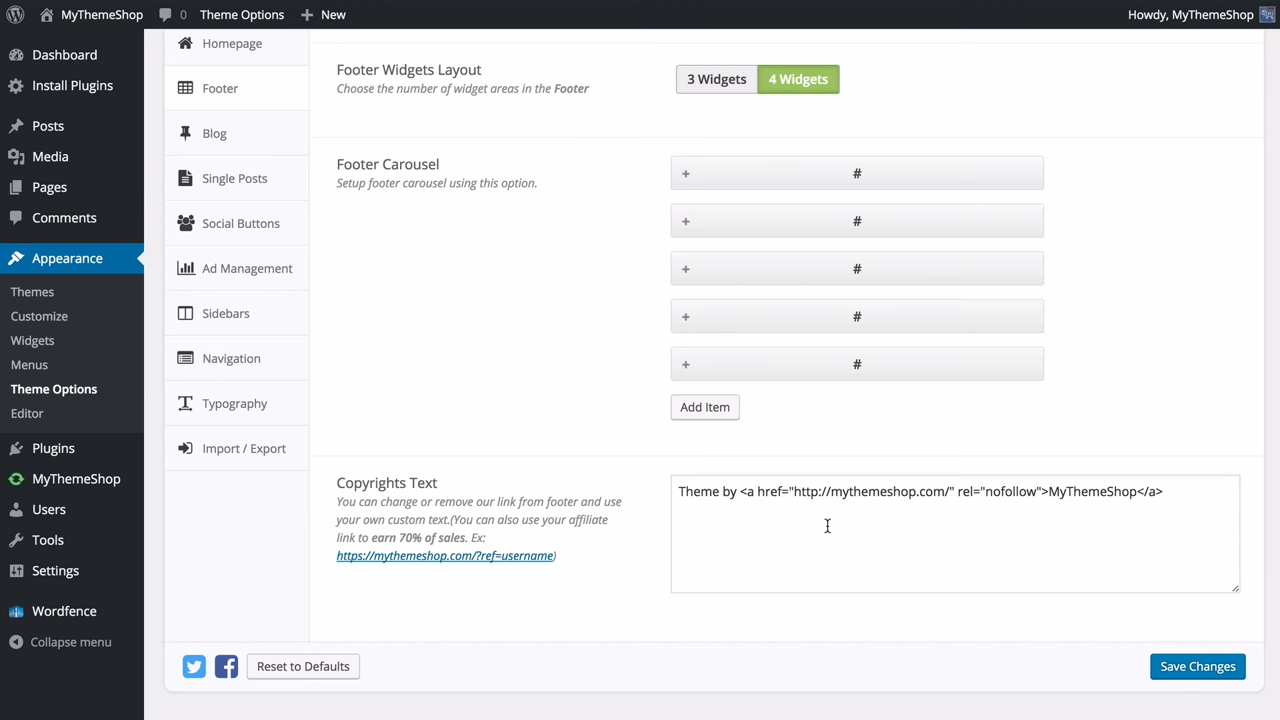 MyThemeShop 0 Theme Options + New Howdy, MyThemeShop
Dashboard
Install Plugins
Posts
Media
Pages
Comments
Appearance
Themes
Customize
Widgets
Menus
Theme Options
Editor
Plugins
MyThemeShop
Users
Tools
Settings
Wordfence
Collapse menu
Homepage
Footer
Blog
Single Posts
Social Buttons
Ad Management
Sidebars
Navigation
Typography
Import / Export
Footer Widgets Layout
Choose the number of widget areas in the Footer
3 Widgets 4 Widgets
Footer Carousel
Setup footer carousel using this option.
+ #
+ #
+ #
+ #
+ #
Add Item
Copyrights Text
You can change or remove our link from footer and use
your own custom text.(You can also use your affiliate
link to earn 70% of sales. Ex:
https://mythemeshop.com/?ref=username)
Theme by <a href="http://mythemeshop.com/" rel="nofollow">MyThemeShop</a>
Reset to Defaults
Save Changes